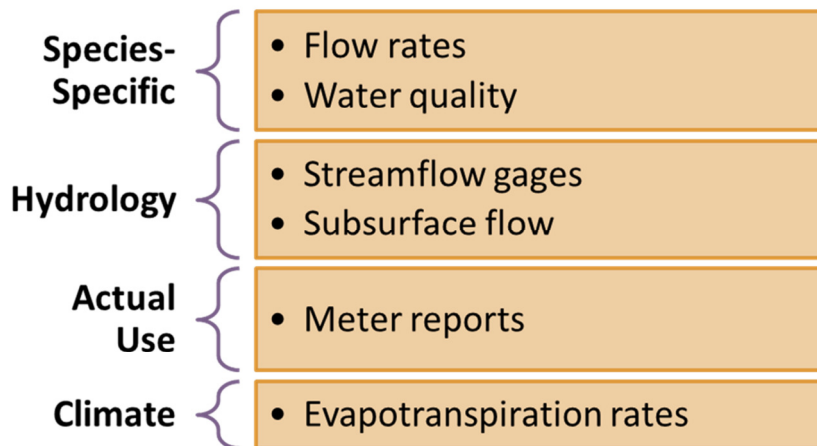 Species-
Specific
• Flow rates
• Water quality
Hydrology
• Streamflow gages
• Subsurface flow
Actual
Use
• Meter reports
Climate
• Evapotranspiration rates